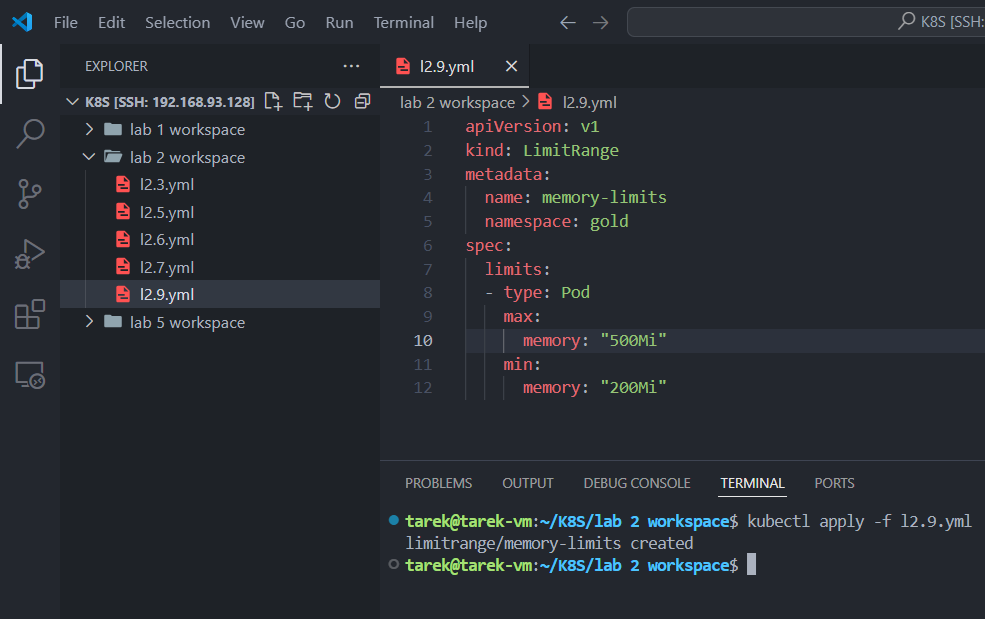 File Edit Selection View Go Run Terminal Help
K8S [SSH:
EXPLORER
K8S [SSH: 192.168.93.128]
lab 1 workspace
lab 2 workspace
l2.3.yml
l2.5.yml
l2.6.yml
l2.7.yml
l2.9.yml
lab 5 workspace
l2.9.yml
lab 2 workspace > l2.9.yml
1 apiVersion: v1
2 kind: LimitRange
3 metadata:
4 name: memory-limits
5 namespace: gold
6 spec:
7 limits:
8 - type: Pod
9 max:
10 memory: "500Mi"
11 min:
12 memory: "200Mi"
PROBLEMS OUTPUT DEBUG CONSOLE TERMINAL PORTS
tarek@tarek-vm:~/K8S/lab 2 workspace$ kubectl apply -f l2.9.yml
limitrange/memory-limits created
tarek@tarek-vm:~/K8S/lab 2 workspace$